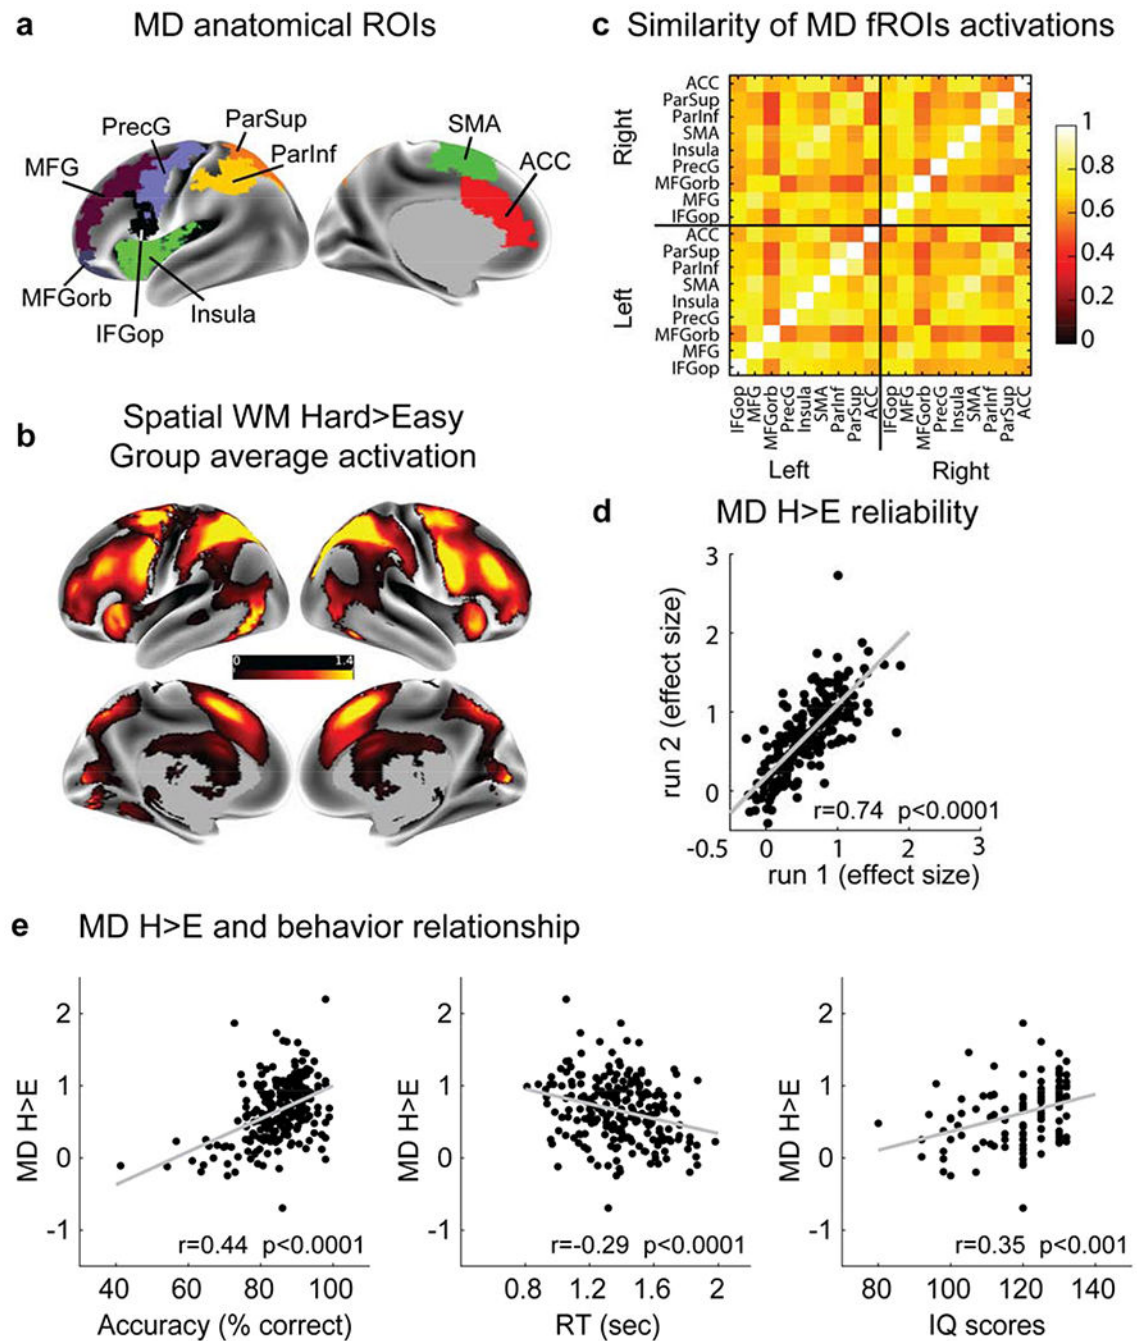 a MD anatomical ROIs
PrecG
ParSup
ParInf
MFG
MFGorb
IFGop
Insula
SMA
ACC
c Similarity of MD fROIs activations
Right
ACC
ParSup
ParInf
SMA
Insula
PrecG
MFGorb
MFG
IFGop
Left
ACC
ParSup
ParInf
SMA
Insula
PrecG
MFGorb
MFG
IFGop
IFGop
MFG
MFGorb
PrecG
Insula
SMA
ParInf
ParSup
ACC
IFGop
MFG
MFGorb
PrecG
Insula
SMA
ParInf
ParSup
ACC
Left
Right
1
0.8
0.6
0.4
0.2
0
b Spatial WM Hard>Easy
Group average activation
0 1.4
d MD H>E reliability
3
2
1
0
run 2 (effect size)
r=0.74 p<0.0001
-0.5 0 1 2 3
run 1 (effect size)
e MD H>E and behavior relationship
2
1
0
-1
MD H>E
r=0.44 p<0.0001
40 60 80 100
Accuracy (% correct)
2
1
0
-1
MD H>E
r=-0.29 p<0.0001
0.8 1.2 1.6 2
RT (sec)
2
1
0
-1
MD H>E
r=0.35 p<0.001
80 100 120 140
IQ scores